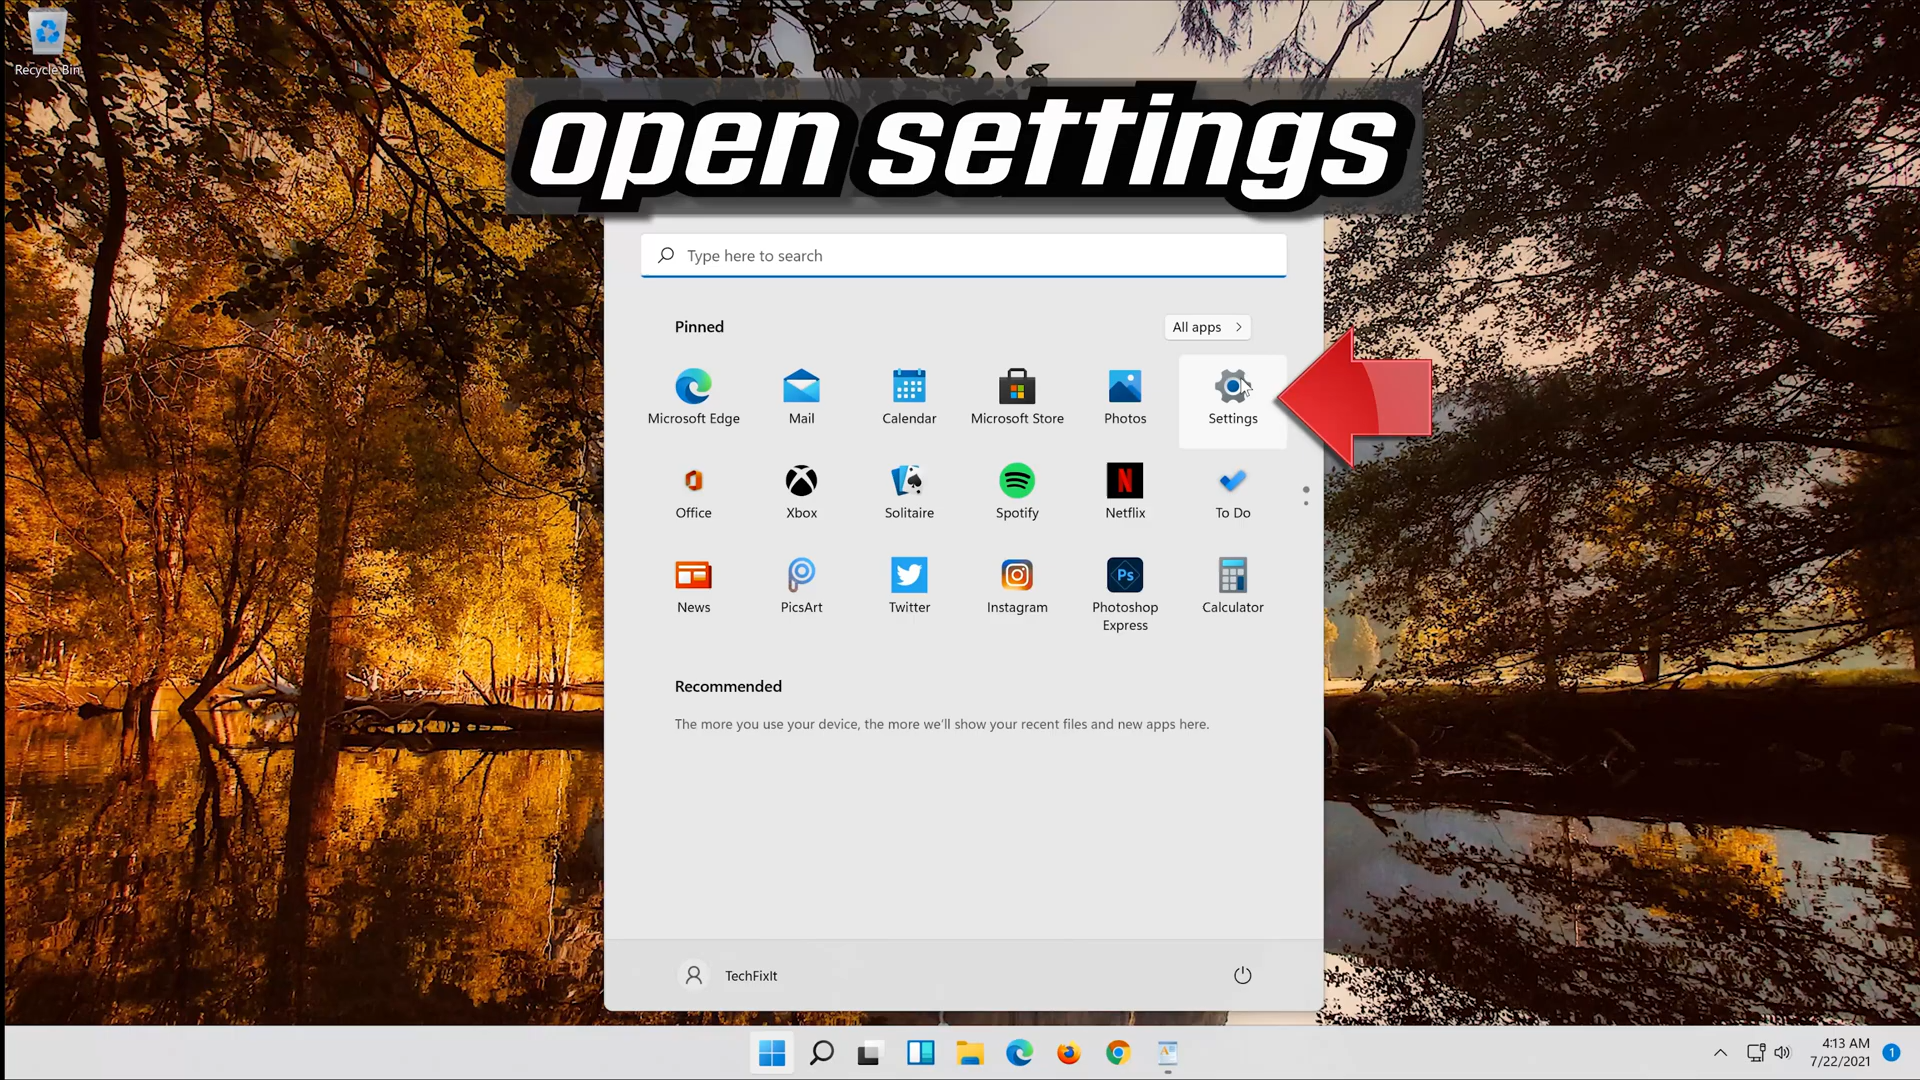 Recycle Bin
open settings
Type here to search
Pinned
All apps
Microsoft Edge
Mail
Calendar
Microsoft Store
Photos
Settings
Office
Xbox
Solitaire
Spotify
N
Netflix
To Do
News
PicsArt
Twitter
Instagram
Ps
Photoshop
Express
Calculator
Recommended
The more you use your device, the more we'll show your recent files and new apps here.
TechFixIt
4:13 AM
7/22/2021
1